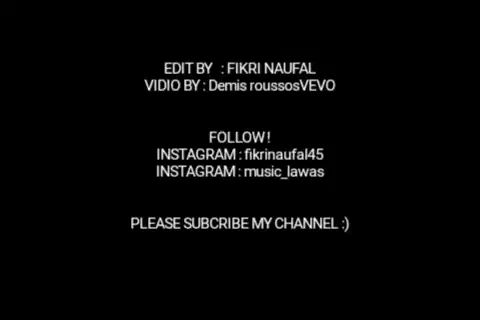 EDIT BY : FIKRI NAUFAL
VIDIO BY : Demis roussosVEVO
FOLLOW !
INSTAGRAM : fikrinaufal45
INSTAGRAM : music_lawas
PLEASE SUBCRIBE MY CHANNEL :)